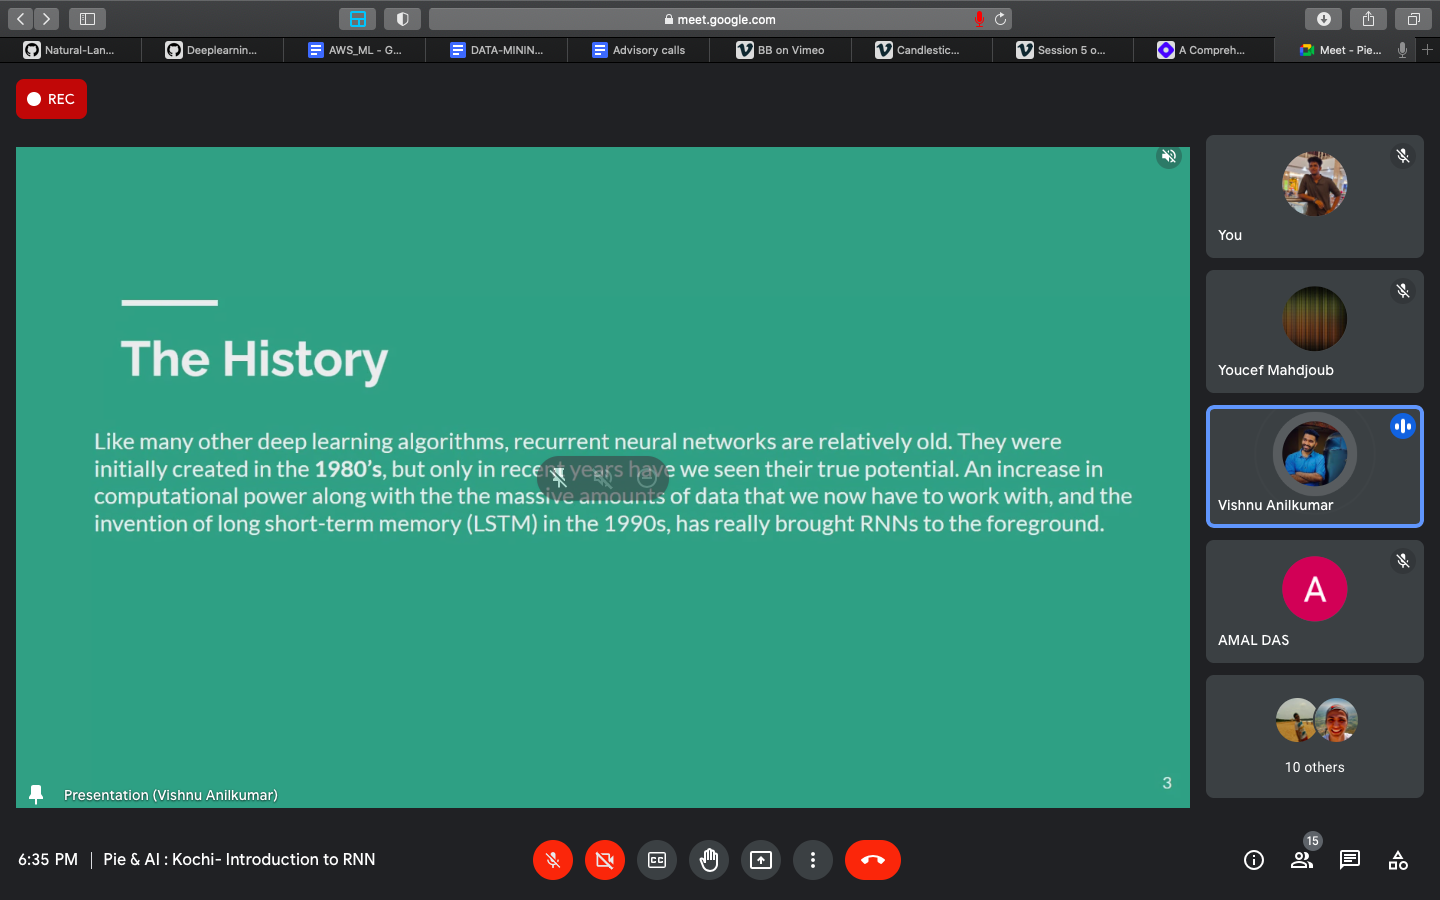 meet.google.com
Natural-Lan...
Deeplearnin...
AWS_ML - G...
DATA-MININ...
Advisory calls
BB on Vimeo
Candlestic...
Session 5 o...
A Compreh...
Meet - Pie...
REC
The History
Like many other deep learning algorithms, recurrent neural networks are relatively old. They were
initially created in the 1980's, but only in recent years have we seen their true potential. An increase in
computational power along with the the massive amounts of data that we now have to work with, and the
invention of long short-term memory (LSTM) in the 1990s, has really brought RNNs to the foreground.
3
Presentation (Vishnu Anilkumar)
You
Youcef Mahdjoub
Vishnu Anilkumar
A
AMAL DAS
10 others
6:35 PM | Pie & AI : Kochi- Introduction to RNN
CC
15